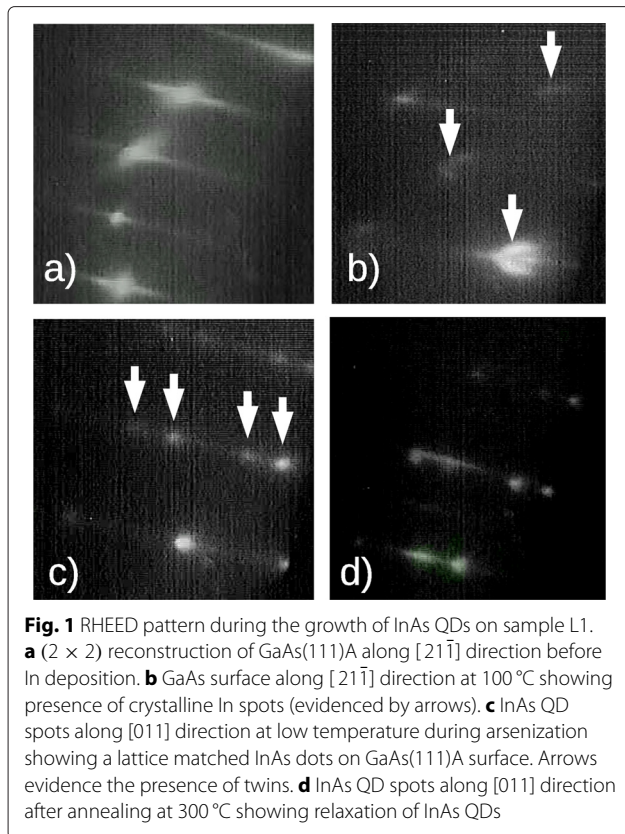 a)
b)
c)
d)
Fig. 1 RHEED pattern during the growth of InAs QDs on sample L1.
a (2 × 2) reconstruction of GaAs(111)A along [ 211̄] direction before
In deposition. b GaAs surface along [ 211̄] direction at 100 °C showing
presence of crystalline In spots (evidenced by arrows). c InAs QD
spots along [011] direction at low temperature during arsenization
showing a lattice matched InAs dots on GaAs(111)A surface. Arrows
evidence the presence of twins. d InAs QD spots along [011] direction
after annealing at 300 °C showing relaxation of InAs QDs